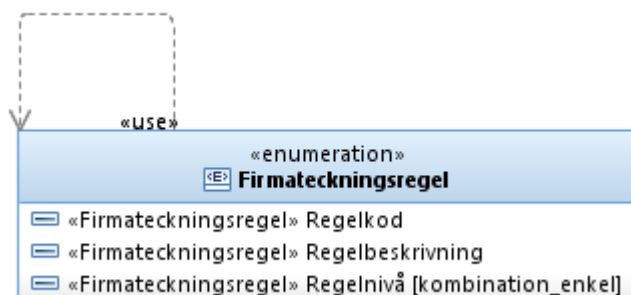 «use»
«enumeration»
Firmateckningsregel
«Firmateckningsregel» Regelkod
«Firmateckningsregel» Regelbeskrivning
«Firmateckningsregel» Regelnivå [kombination_enkel]